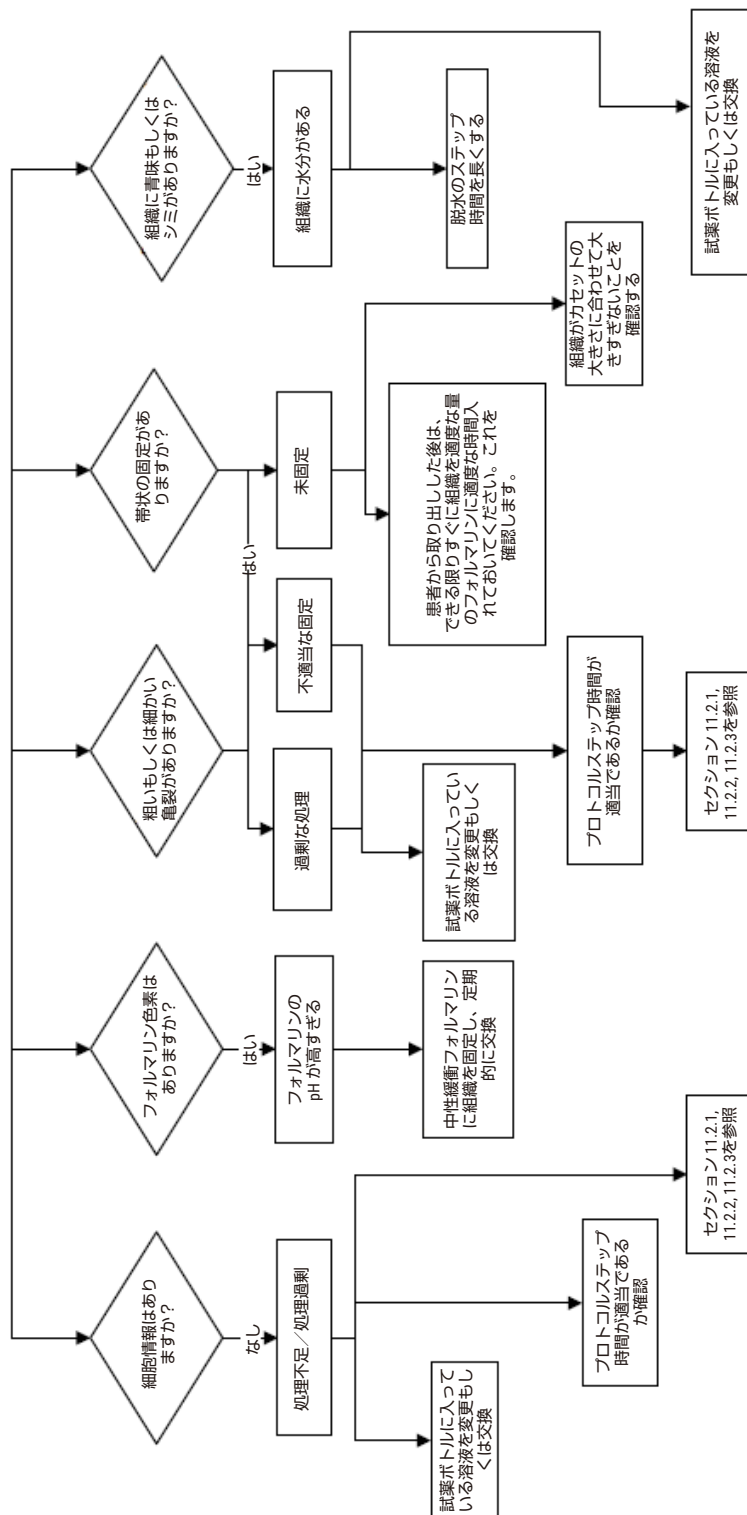 細胞情報はあり
ますか？
なし
処理不足／処理過剰
試薬ボトルに入って
いる溶液を変更もし
くは交換
プロトコルステップ
時間が適当である
か確認
セクション 11.2.1,
11.2.2, 11.2.3を参照
フォルマリン色素は
ありますか？
はい
フォルマリンの
pH が高すぎる
中性緩衝フォルマリン
に組織を固定し、定期
的に交換
粗いもしくは細かい
亀裂がありますか？
過剰な処理
不適当な固定
試薬ボトルに入ってい
る溶液を変更もしく
は交換
プロトコルステップ時間が
適当であるか確認
セクション 11.2.1,
11.2.2, 11.2.3を参照
帯状の固定があ
りますか？
はい
未固定
患者から取り出しした後は、
できる限りすぐに組織を適度な量
のフォルマリンに適度な時間入
れておいてください。これを
確認します。
組織がカセットの
大きさに合わせて大
きすぎないことを
確認する
組織に青味もしくは
シミがありますか？
はい
組織に水分がある
脱水のステップ
時間を長くする
試薬ボトルに入っている溶液を
変更もしくは交換